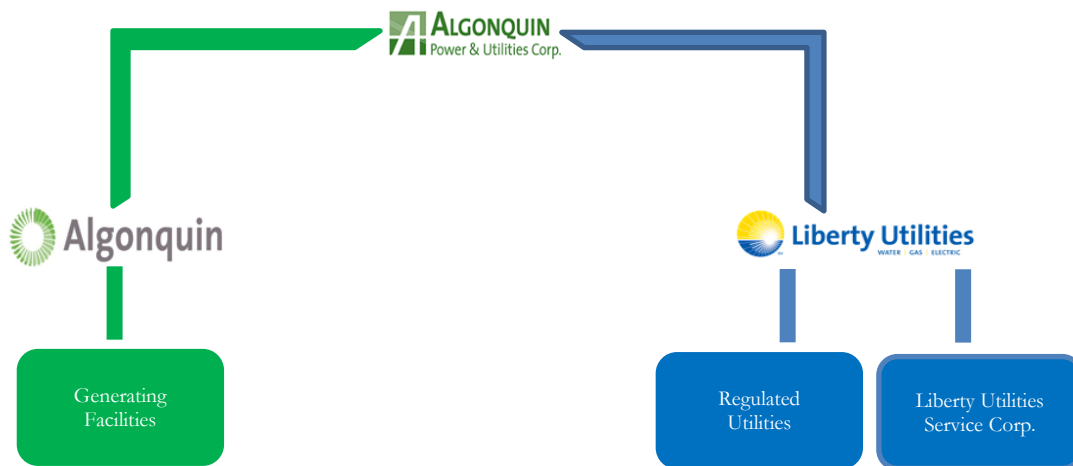 ALGONQUIN
Power & Utilities Corp.
Algonquin
Liberty Utilities
WATER | GAS | ELECTRIC
Generating
Facilities
Regulated
Utilities
Liberty Utilities
Service Corp.